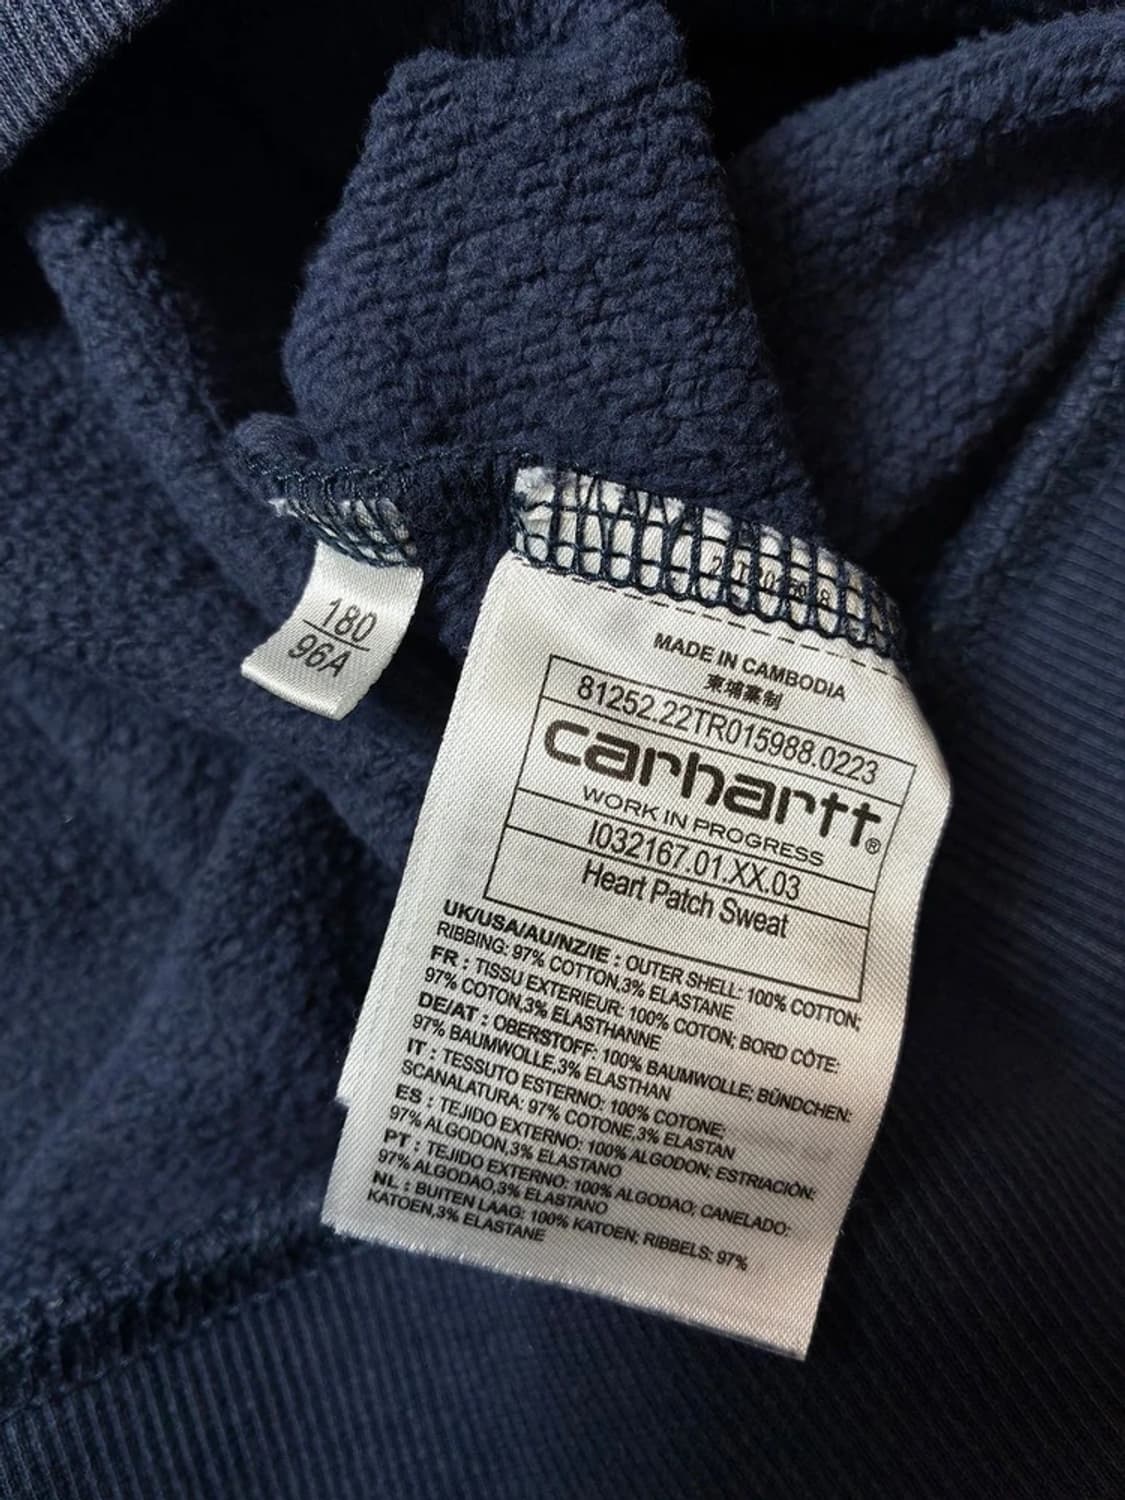 180
96A
MADE IN CAMBODIA
柬埔寨制
81252.22TR015988.0223
carhartt®
WORK IN PROGRESS
I032167.01.XX.03
Heart Patch Sweat
UK/USA/AU/NZ/IE : OUTER SHELL: 100% COTTON;
RIBBING: 97% COTTON,3% ELASTANE
FR : TISSU EXTERIEUR: 100% COTON; BORD CÔTE:
97% COTON,3% ELASTHANNE
DE/AT : OBERSTOFF: 100% BAUMWOLLE; BÜNDCHEN:
97% BAUMWOLLE,3% ELASTHAN
IT : TESSUTO ESTERNO: 100% COTONE;
SCANALATURA: 97% COTONE,3% ELASTAN
ES : TEJIDO EXTERNO: 100% ALGODON; ESTRIACIÒN:
97% ALGODON,3% ELASTANO
PT : TEJIDO EXTERNO: 100% ALGODAO; CANELADO:
97% ALGODAO,3% ELASTANO
NL : BUITEN LAAG: 100% KATOEN; RIBBELS: 97%
KATOEN,3% ELASTANE